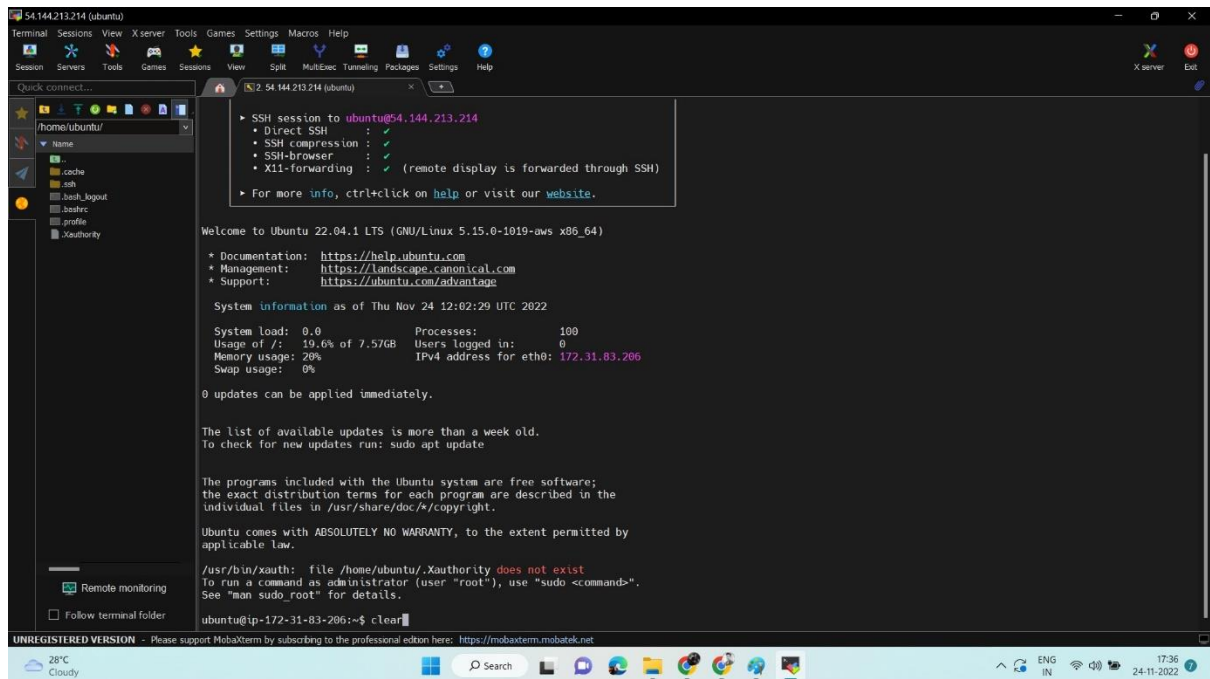 54.144.213.214 (ubuntu)
Terminal Sessions View X server Tools Games Settings Macros Help
Session Servers Tools Games Sessions View Split MultiExec Tunneling Packages Settings Help X server Exit
Quick connect... 2. 54.144.213.214 (ubuntu)
/home/ubuntu/
Name
..
.cache
.ssh
.bash_logout
.bashrc
.profile
.Xauthority
Remote monitoring
Follow terminal folder
► SSH session to ubuntu@54.144.213.214
• Direct SSH : ✔
• SSH compression : ✔
• SSH-browser : ✔
• X11-forwarding : ✔ (remote display is forwarded through SSH)
► For more info, ctrl+click on help or visit our website.
Welcome to Ubuntu 22.04.1 LTS (GNU/Linux 5.15.0-1019-aws x86_64)
* Documentation: https://help.ubuntu.com
* Management: https://landscape.canonical.com
* Support: https://ubuntu.com/advantage
System information as of Thu Nov 24 12:02:29 UTC 2022
System load: 0.0 Processes: 100
Usage of /: 19.6% of 7.57GB Users logged in: 0
Memory usage: 20% IPv4 address for eth0: 172.31.83.206
Swap usage: 0%
0 updates can be applied immediately.
The list of available updates is more than a week old.
To check for new updates run: sudo apt update
The programs included with the Ubuntu system are free software;
the exact distribution terms for each program are described in the
individual files in /usr/share/doc/*/copyright.
Ubuntu comes with ABSOLUTELY NO WARRANTY, to the extent permitted by
applicable law.
/usr/bin/xauth: file /home/ubuntu/.Xauthority does not exist
To run a command as administrator (user "root"), use "sudo <command>".
See "man sudo_root" for details.
ubuntu@ip-172-31-83-206:~$ clear
UNREGISTERED VERSION - Please support MobaXterm by subscribing to the professional edition here: https://mobaxterm.mobatek.net
28°C
Cloudy
Search
ENG
IN
17:36
24-11-2022